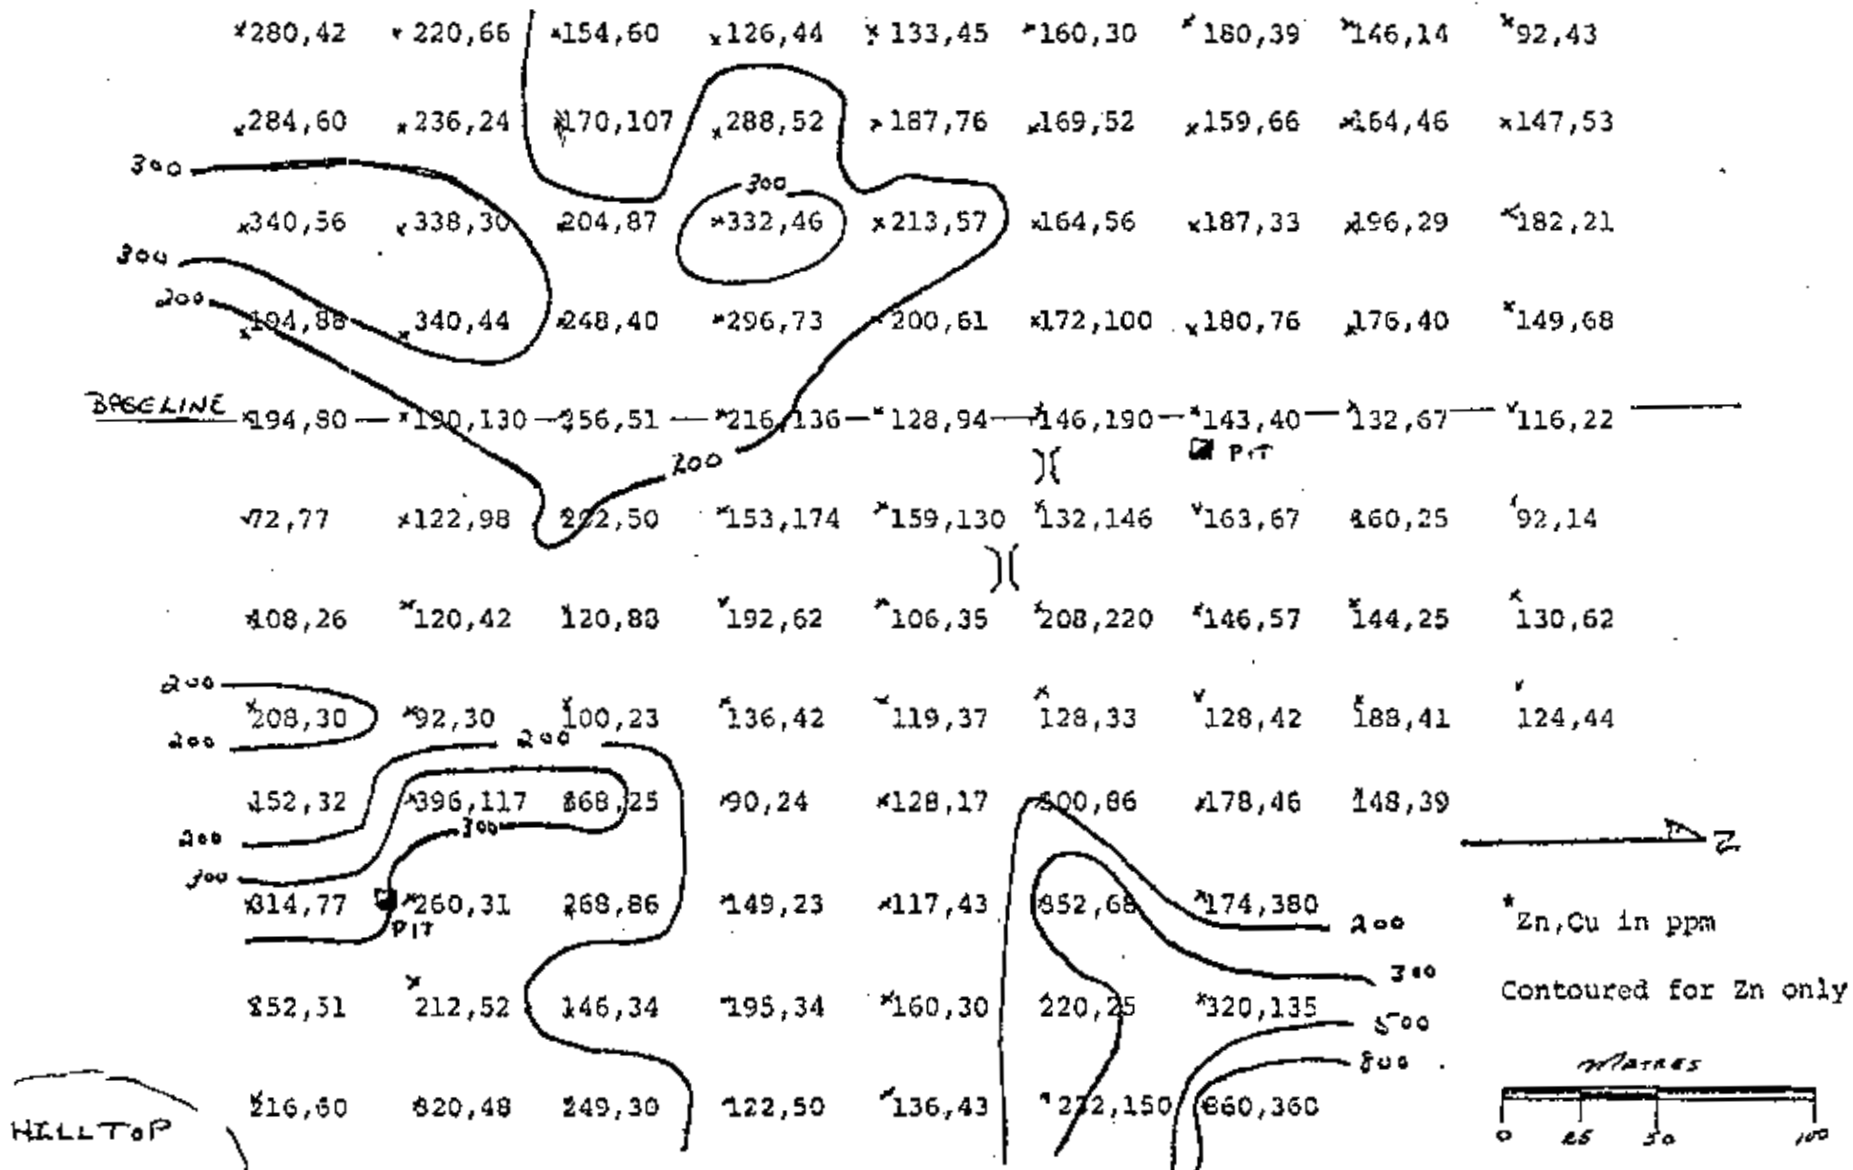 280,42 220,66 154,60 126,44 133,45 160,30 180,39 146,14 92,43
284,60 236,24 170,107 288,52 187,76 169,52 159,66 164,46 147,53
300
300
340,56 338,30 204,87 332,46 213,57 164,56 187,33 196,29 182,21
300
200
194,88 340,44 248,40 296,73 200,61 172,100 180,76 176,40 149,68
BASELINE 194,80 190,130 256,51 216,136 128,94 146,190 143,40 132,67 116,22
PIT
200
72,77 122,98 202,50 153,174 159,130 132,146 163,67 160,25 92,14
108,26 120,42 120,88 192,62 106,35 208,220 146,57 144,25 130,62
200
208,30 92,30 100,23 136,42 119,37 128,33 128,42 188,41 124,44
200 200
152,32 396,117 368,25 90,24 128,17 200,86 178,46 148,39
200 300
Z
300
314,77 260,31 268,86 149,23 117,43 352,68 174,380
PIT
200
*Zn,Cu in ppm
300
Contoured for Zn only
252,51 212,52 146,34 195,34 160,30 220,25 320,135
500
800
METRES
216,60 220,48 249,30 122,50 136,43 232,150 860,360
HILLTOP
0 25 50 100